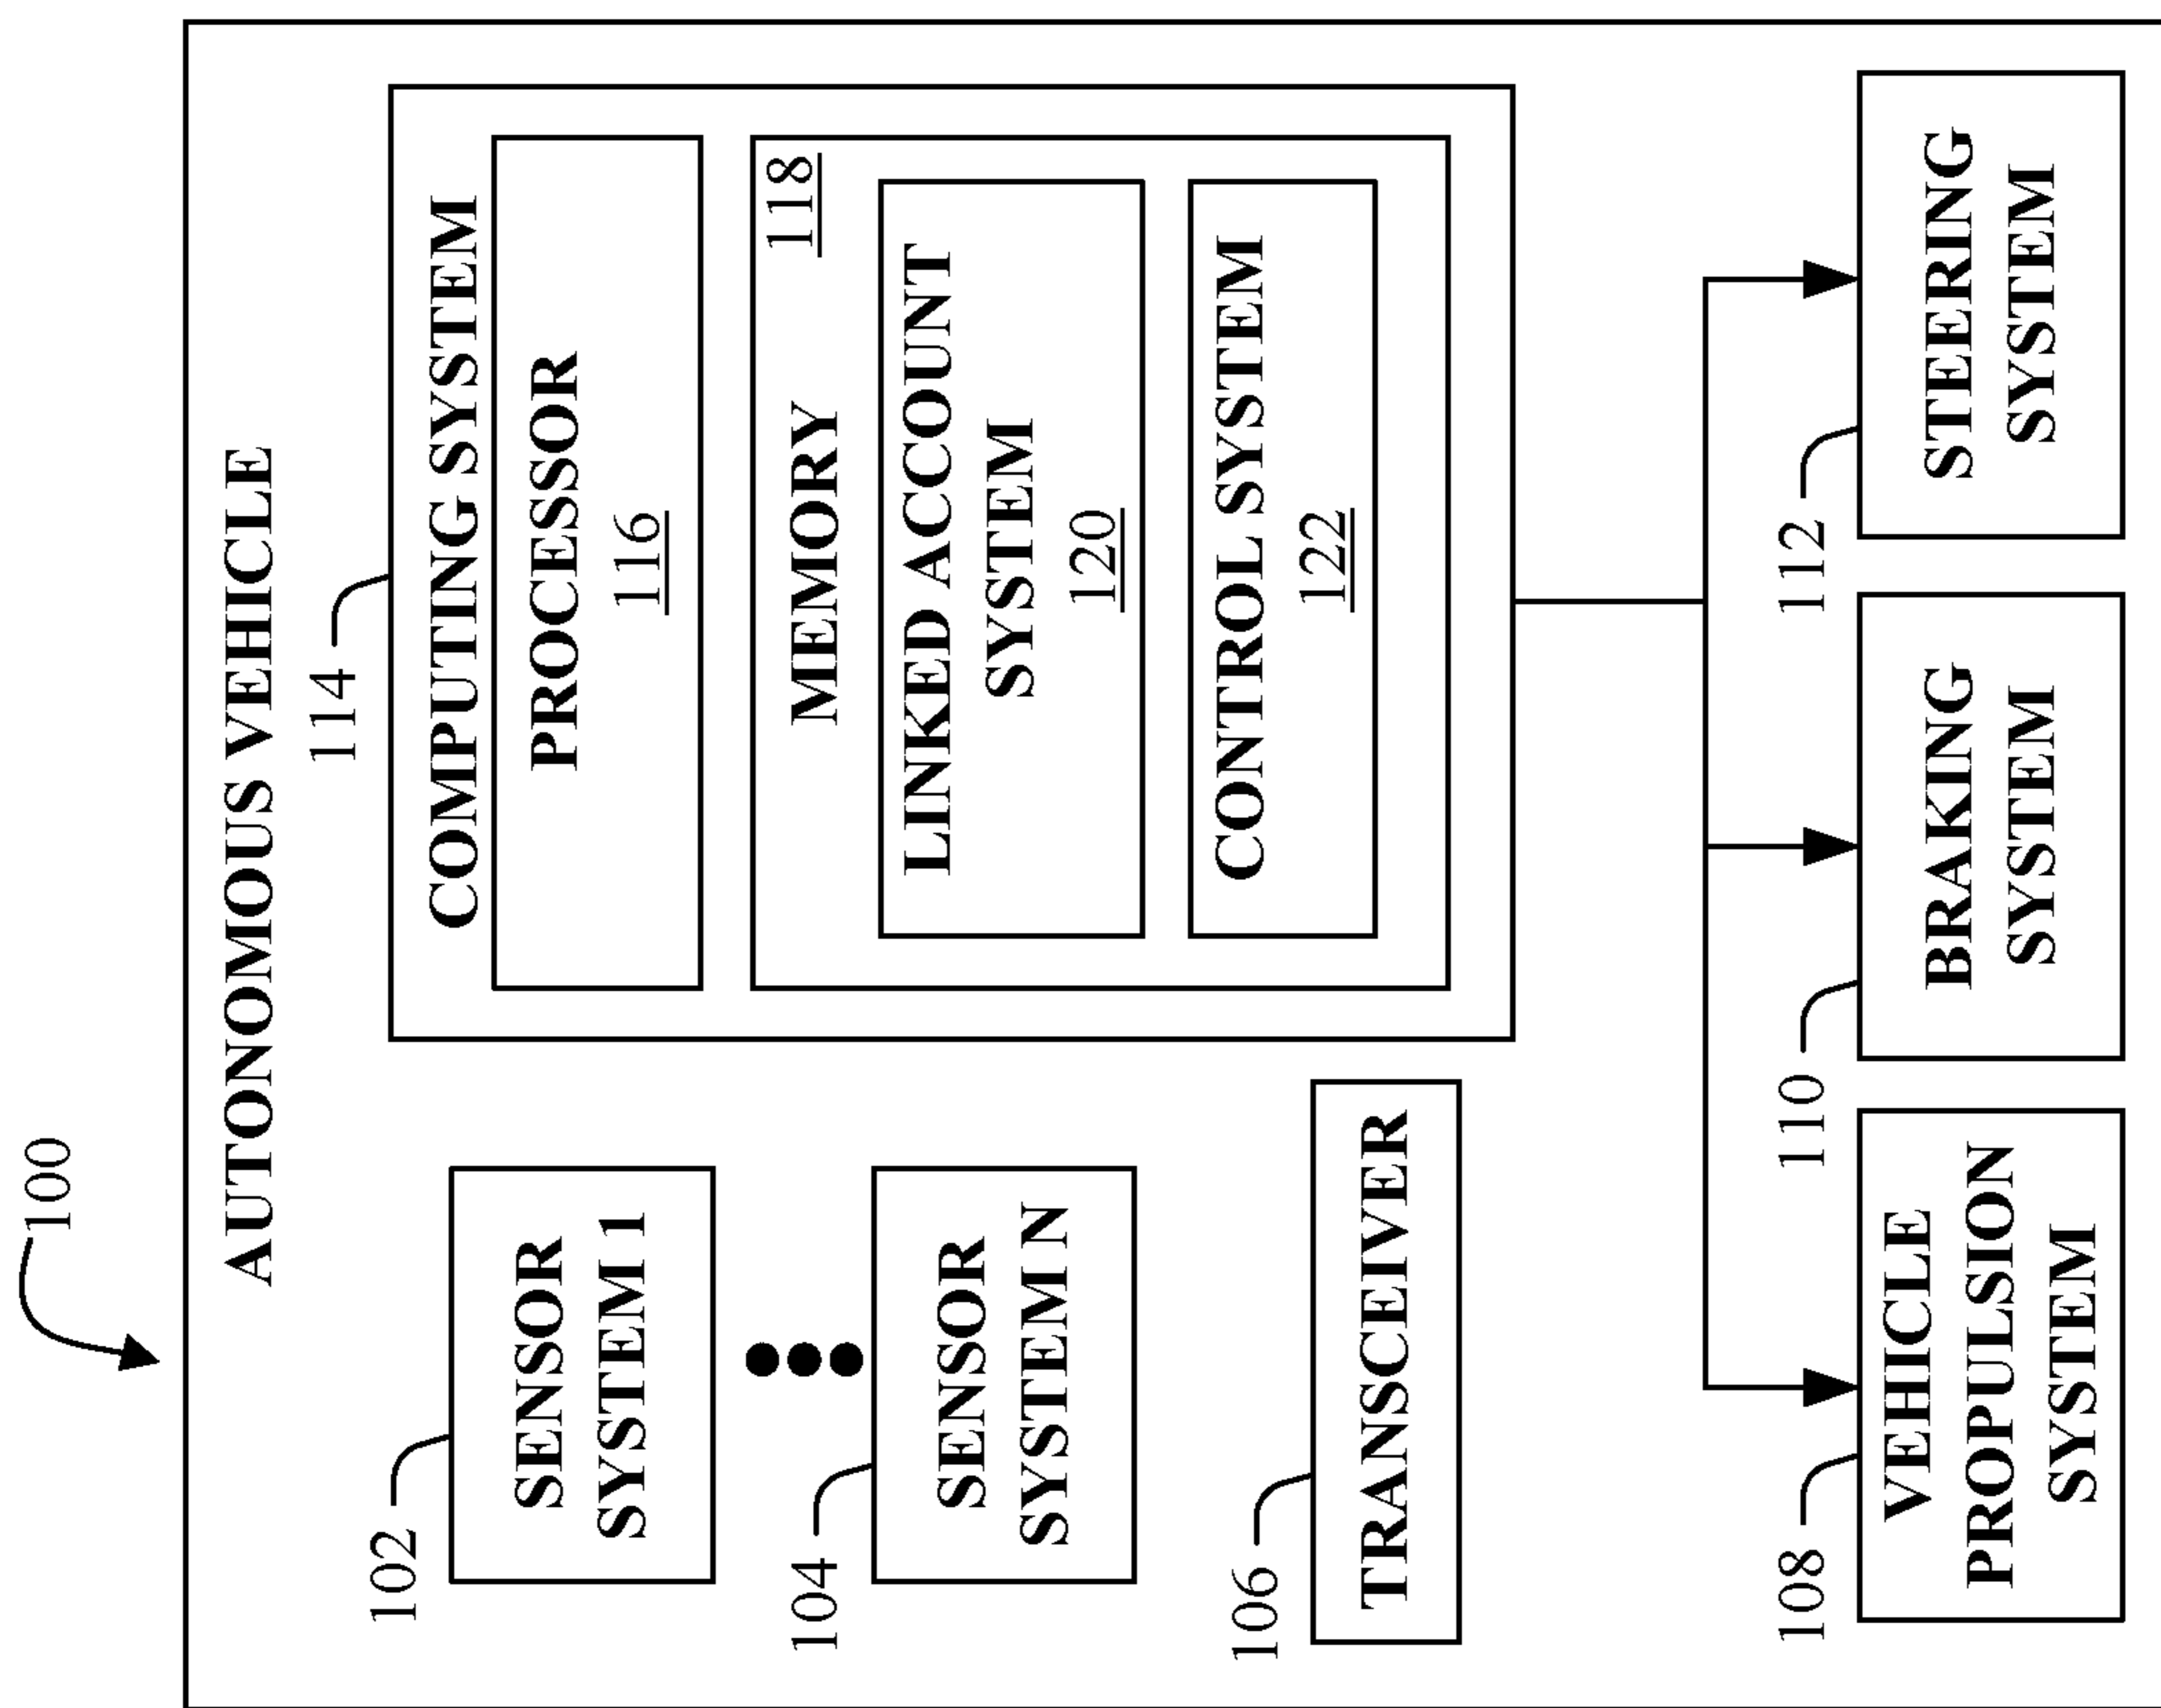 100
AUTONOMOUS VEHICLE
102
SENSOR
SYSTEM 1
104
SENSOR
SYSTEM N
106
TRANSCEIVER
114
COMPUTING SYSTEM
PROCESSOR
116
MEMORY
118
LINKED ACCOUNT
SYSTEM
120
CONTROL SYSTEM
122
108
VEHICLE
PROPULSION
SYSTEM
110
BRAKING
SYSTEM
112
STEERING
SYSTEM